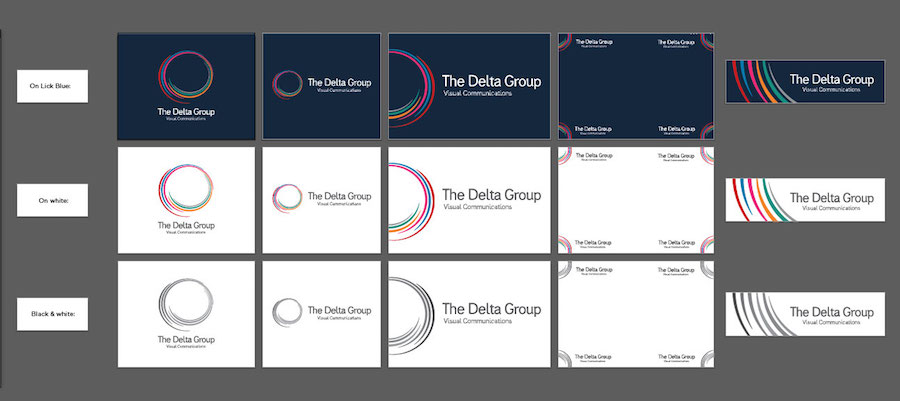 On Lick Blue:
The Delta Group
Visual Communications
The Delta Group
Visual Communications
The Delta Group
Visual Communications
The Delta Group
Visual Communications
The Delta Group
Visual Communications
The Delta Group
Visual Communications
The Delta Group
Visual Communications
The Delta Group
Visual Communications
On white:
The Delta Group
Visual Communications
The Delta Group
Visual Communications
The Delta Group
Visual Communications
The Delta Group
Visual Communications
The Delta Group
Visual Communications
The Delta Group
Visual Communications
The Delta Group
Visual Communications
The Delta Group
Visual Communications
Black & white:
The Delta Group
Visual Communications
The Delta Group
Visual Communications
The Delta Group
Visual Communications
The Delta Group
Visual Communications
The Delta Group
Visual Communications
The Delta Group
Visual Communications
The Delta Group
Visual Communications
The Delta Group
Visual Communications